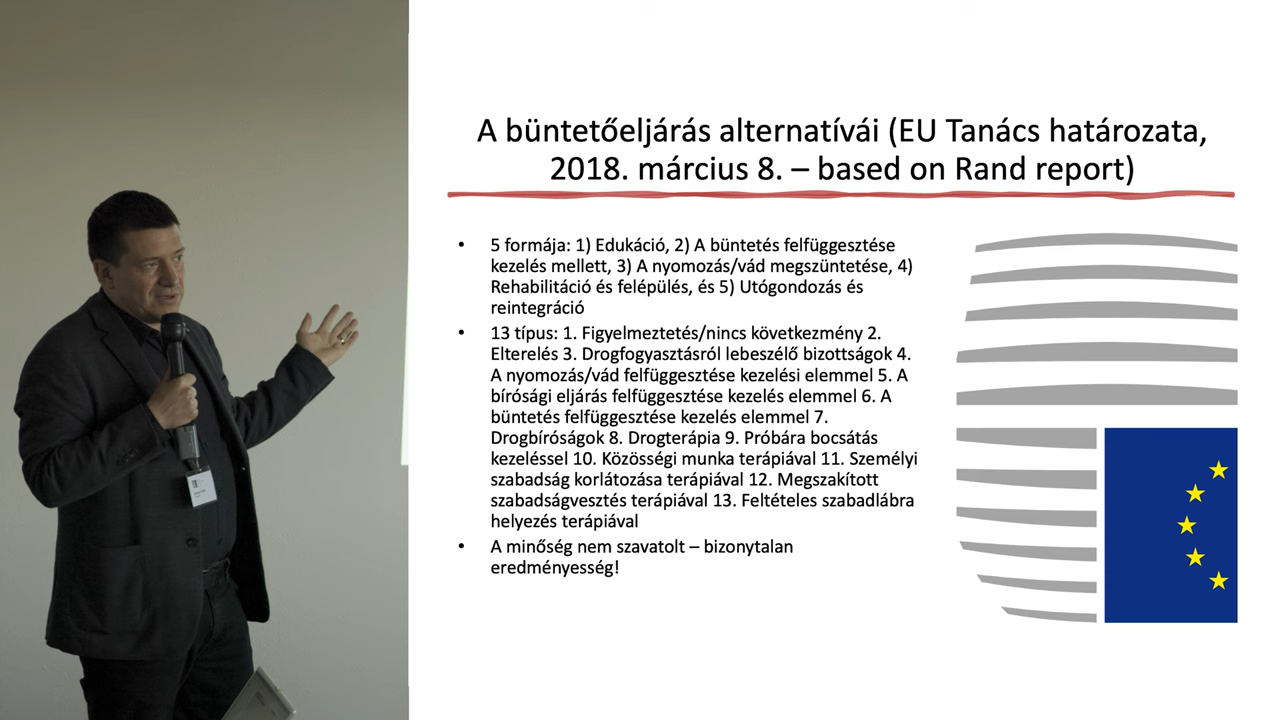 A büntetőeljárás alternatívái (EU Tanács határozata,
2018. március 8. – based on Rand report)
• 5 formája: 1) Edukáció, 2) A büntetés felfüggesztése
kezelés mellett, 3) A nyomozás/vád megszüntetése, 4)
Rehabilitáció és felépülés, és 5) Utógondozás és
reintegráció
• 13 típus: 1. Figyelmeztetés/nincs következmény 2.
Elterelés 3. Drogfogyasztásról lebeszélő bizottságok 4.
A nyomozás/vád felfüggesztése kezelési elemmel 5. A
bírósági eljárás felfüggesztése kezelés elemmel 6. A
büntetés felfüggesztése kezelés elemmel 7.
Drogbíróságok 8. Drogterápia 9. Próbára bocsátás
kezeléssel 10. Közösségi munka terápiával 11. Személyi
szabadság korlátozása terápiával 12. Megszakított
szabadságvesztés terápiával 13. Feltételes szabadlábra
helyezés terápiával
• A minőség nem szavatolt – bizonytalan
eredményesség!